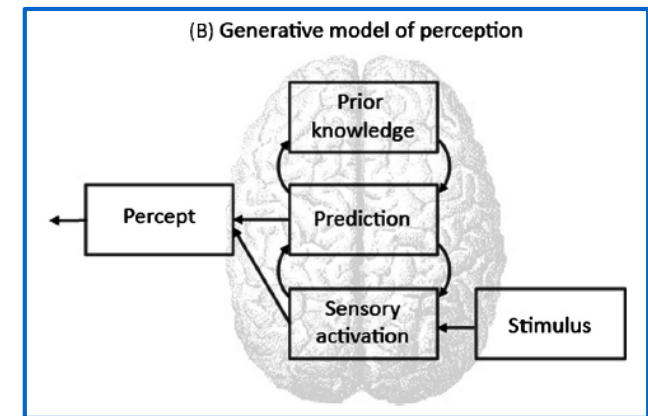 (B) Generative model of perception
Prior
knowledge
Percept
Prediction
Sensory
activation
Stimulus